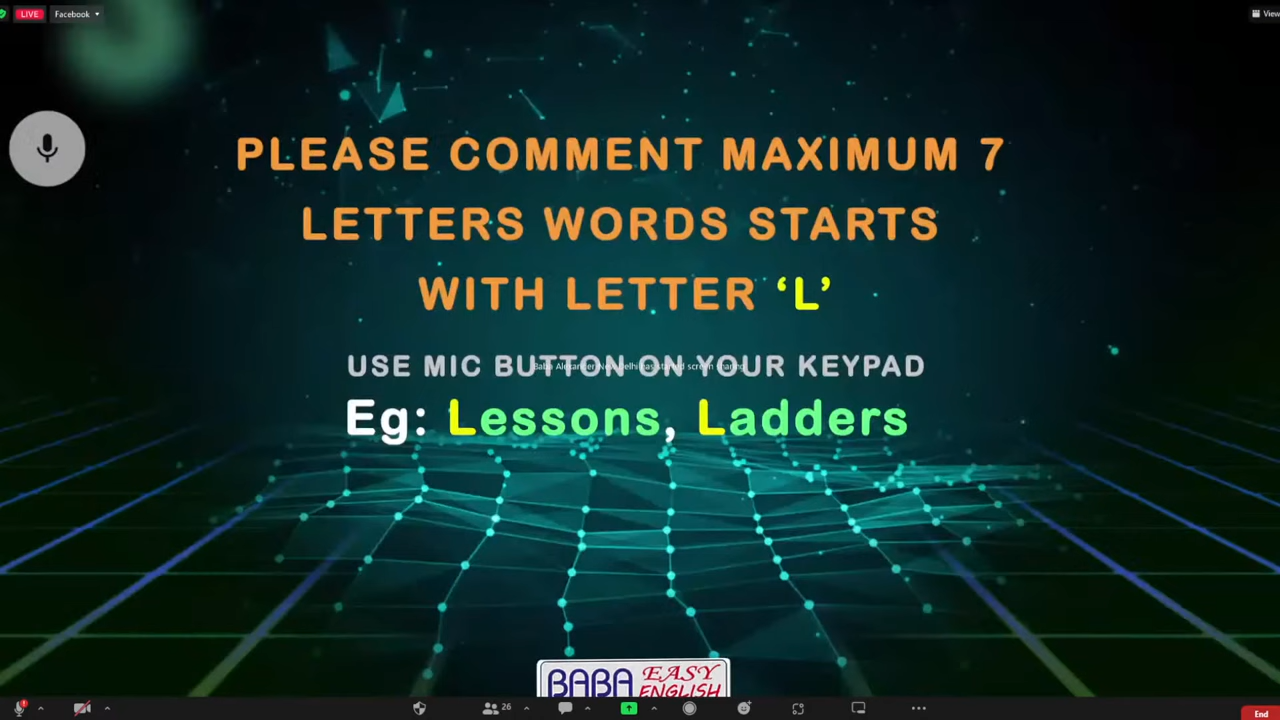 LIVE Facebook View
PLEASE COMMENT MAXIMUM 7
LETTERS WORDS STARTS
WITH LETTER ‘L’
USE MIC BUTTON ON YOUR KEYPAD
Eg: Lessons, Ladders
BABA EASY
ENGLISH
26
End